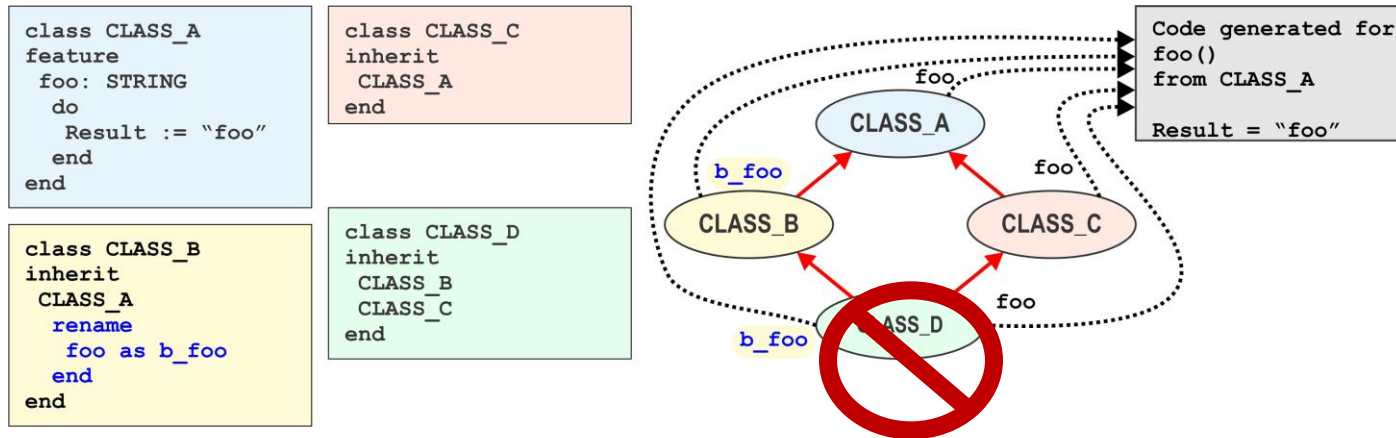 class CLASS_A
feature
foo: STRING
do
Result := “foo”
end
end
class CLASS_C
inherit
CLASS_A
end
class CLASS_B
inherit
CLASS_A
rename
foo as b_foo
end
end
class CLASS_D
inherit
CLASS_B
CLASS_C
end
Code generated for
foo()
from CLASS_A
Result = “foo”
foo
CLASS_A
b_foo
foo
CLASS_B
CLASS_C
foo
CLASS_D
b_foo